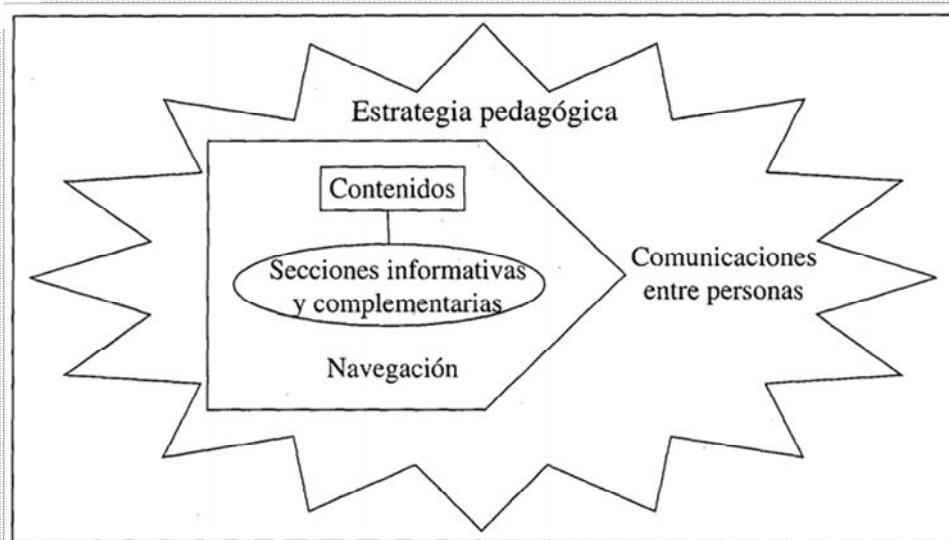 Estrategia pedagógica
Contenidos
Secciones informativas
y complementarias
Navegación
Comunicaciones
entre personas